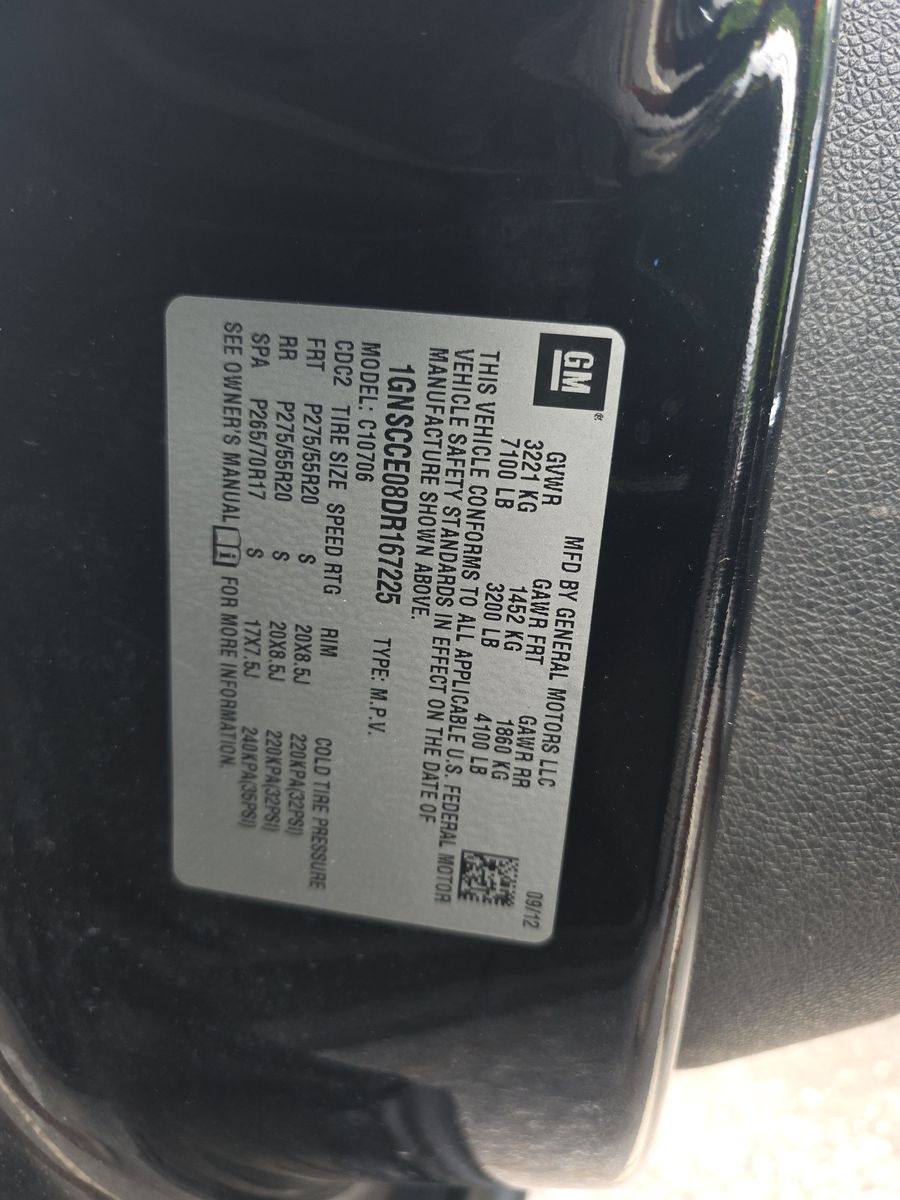 GM®
MFD BY GENERAL MOTORS LLC 09/12
GVWR GAWR FRT GAWR RR
3221 KG 1452 KG 1860 KG
7100 LB 3200 LB 4100 LB
THIS VEHICLE CONFORMS TO ALL APPLICABLE U.S. FEDERAL MOTOR
VEHICLE SAFETY STANDARDS IN EFFECT ON THE DATE OF
MANUFACTURE SHOWN ABOVE.
1GNSCCE08DR167225 TYPE: M.P.V.
MODEL: C10706
CDC2 TIRE SIZE SPEED RTG RIM COLD TIRE PRESSURE
FRT P275/55R20 S 20X8.5J 220KPA(32PSI)
RR P275/55R20 S 20X8.5J 220KPA(32PSI)
SPA P265/70R17 S 17X7.5J 240KPA(35PSI)
SEE OWNER'S MANUAL i FOR MORE INFORMATION.